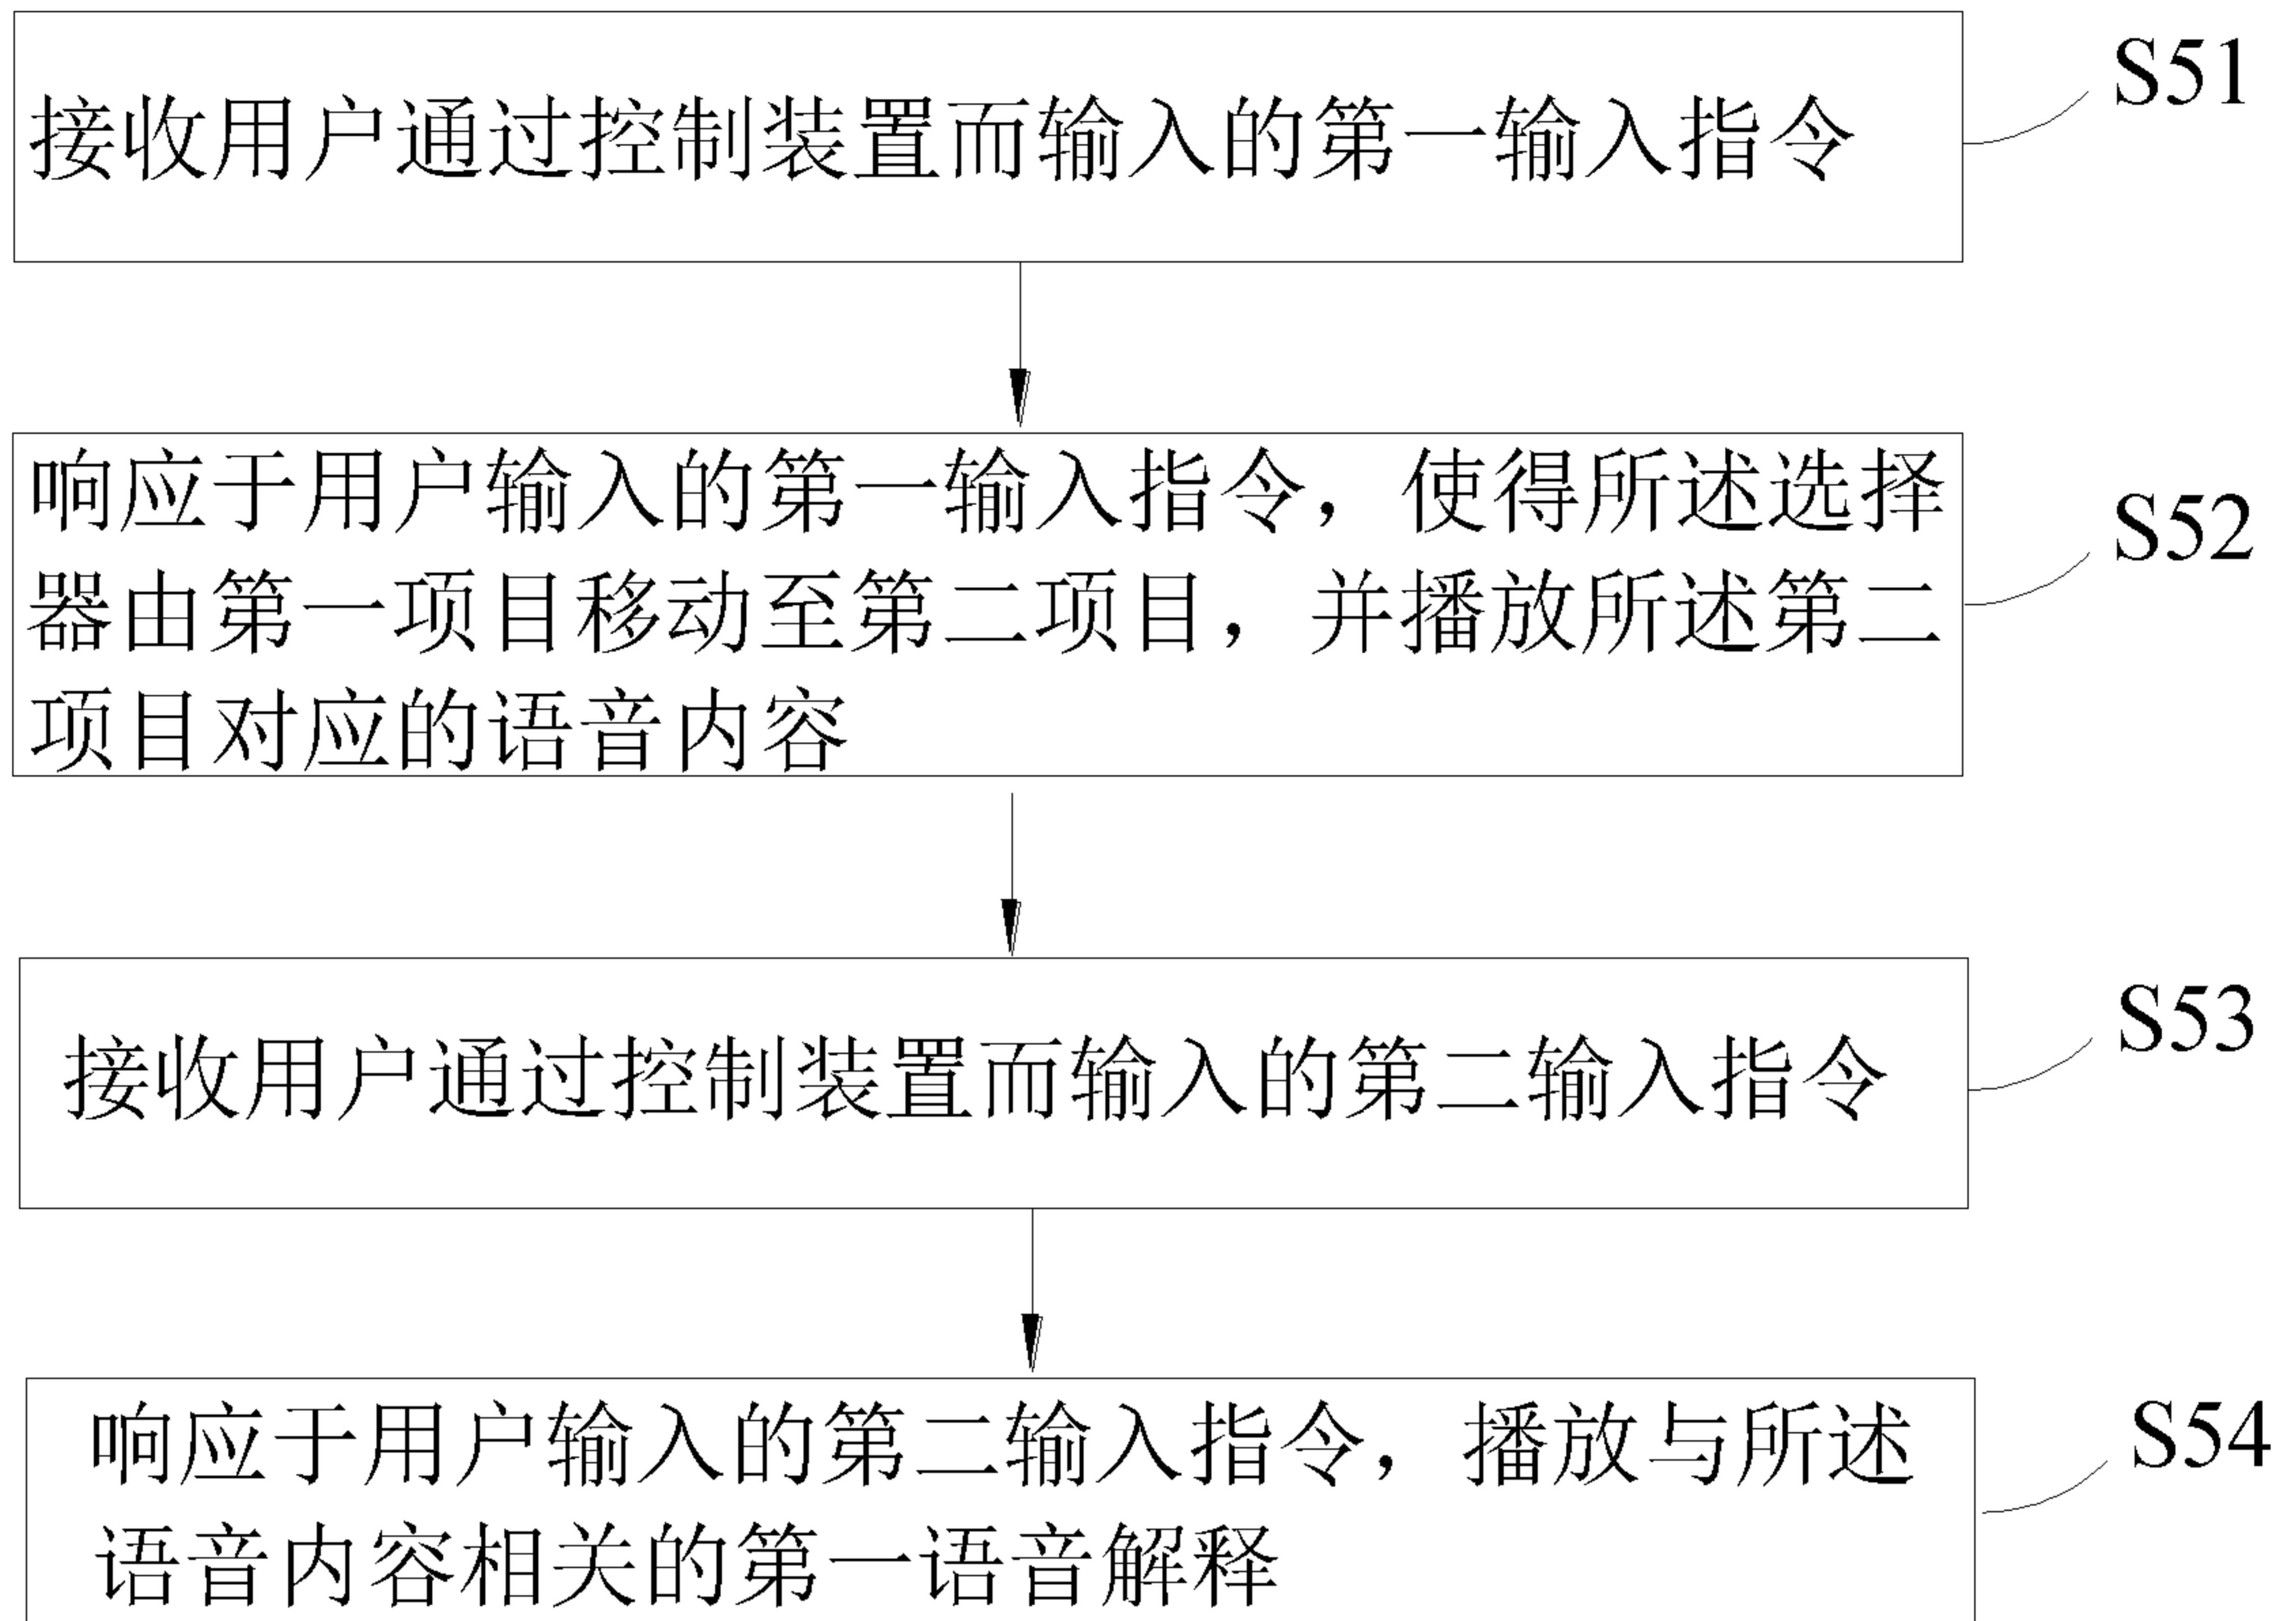 接收用户通过控制装置而输入的第一输入指令
S51
响应于用户输入的第一输入指令，使得所述选择
器由第一项目移动至第二项目，并播放所述第二
项目对应的语音内容
S52
接收用户通过控制装置而输入的第二输入指令
S53
响应于用户输入的第二输入指令，播放与所述
语音内容相关的第一语音解释
S54